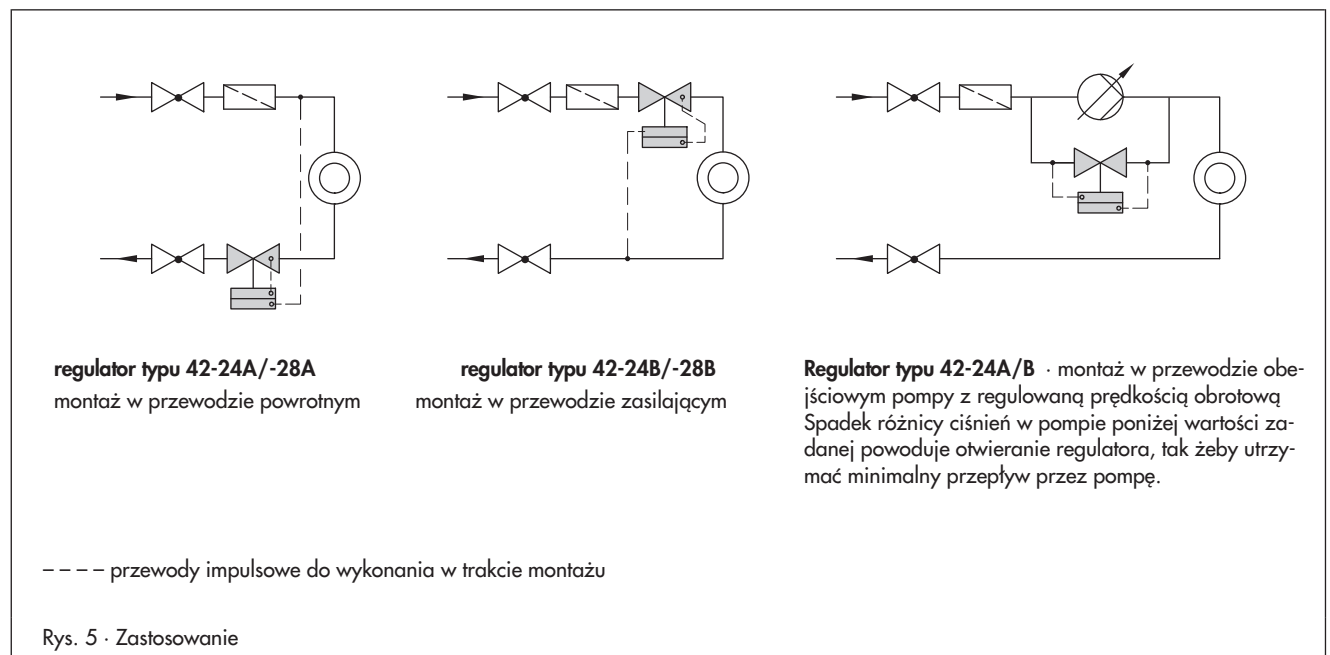 regulator typu 42-24A/-28A
montaż w przewodzie powrotnym
regulator typu 42-24B/-28B
montaż w przewodzie zasilającym
Regulator typu 42-24A/B · montaż w przewodzie obe-
jściowym pompy z regulowaną prędkością obrotową
Spadek różnicy ciśnień w pompie poniżej wartości za-
danej powoduje otwieranie regulatora, tak żeby utrzy-
mać minimalny przepływ przez pompę.
– – – – przewody impulsowe do wykonania w trakcie montażu
Rys. 5 · Zastosowanie